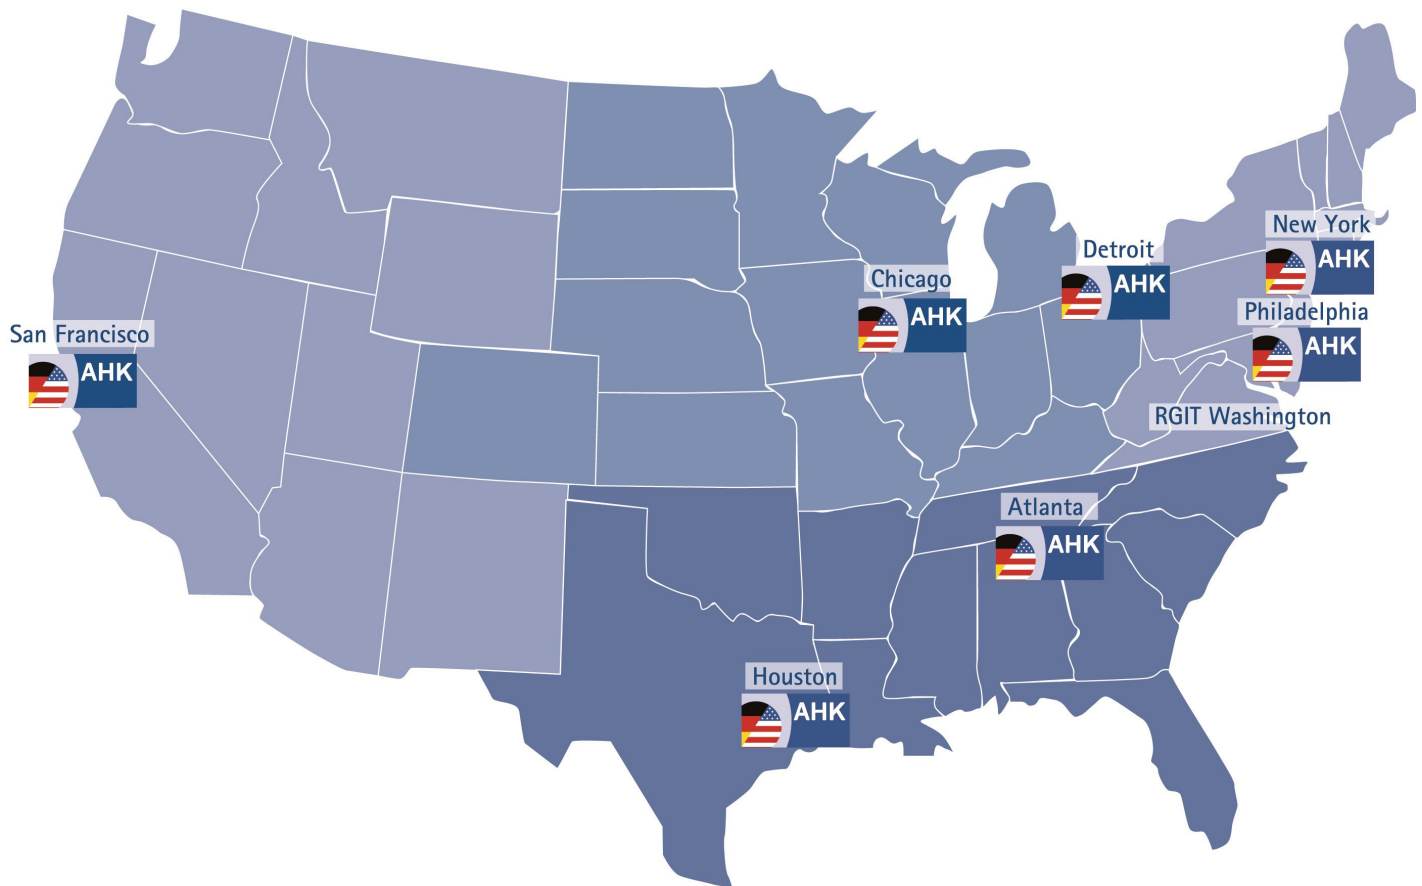 New York
AHK
Detroit
AHK
Chicago
AHK
Philadelphia
AHK
San Francisco
AHK
RGIT Washington
Atlanta
AHK
Houston
AHK